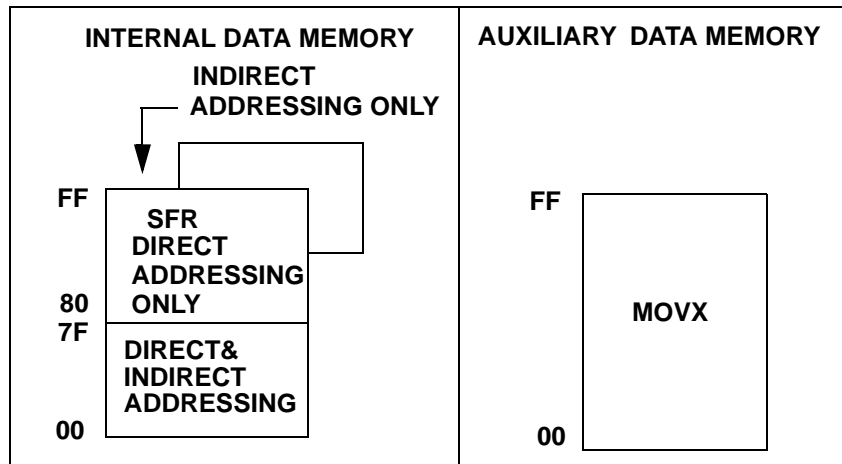 INTERNAL DATA MEMORY
INDIRECT
ADDRESSING ONLY
FF
SFR
DIRECT
ADDRESSING
ONLY
80
7F
DIRECT&
INDIRECT
ADDRESSING
00
AUXILIARY DATA MEMORY
FF
MOVX
00